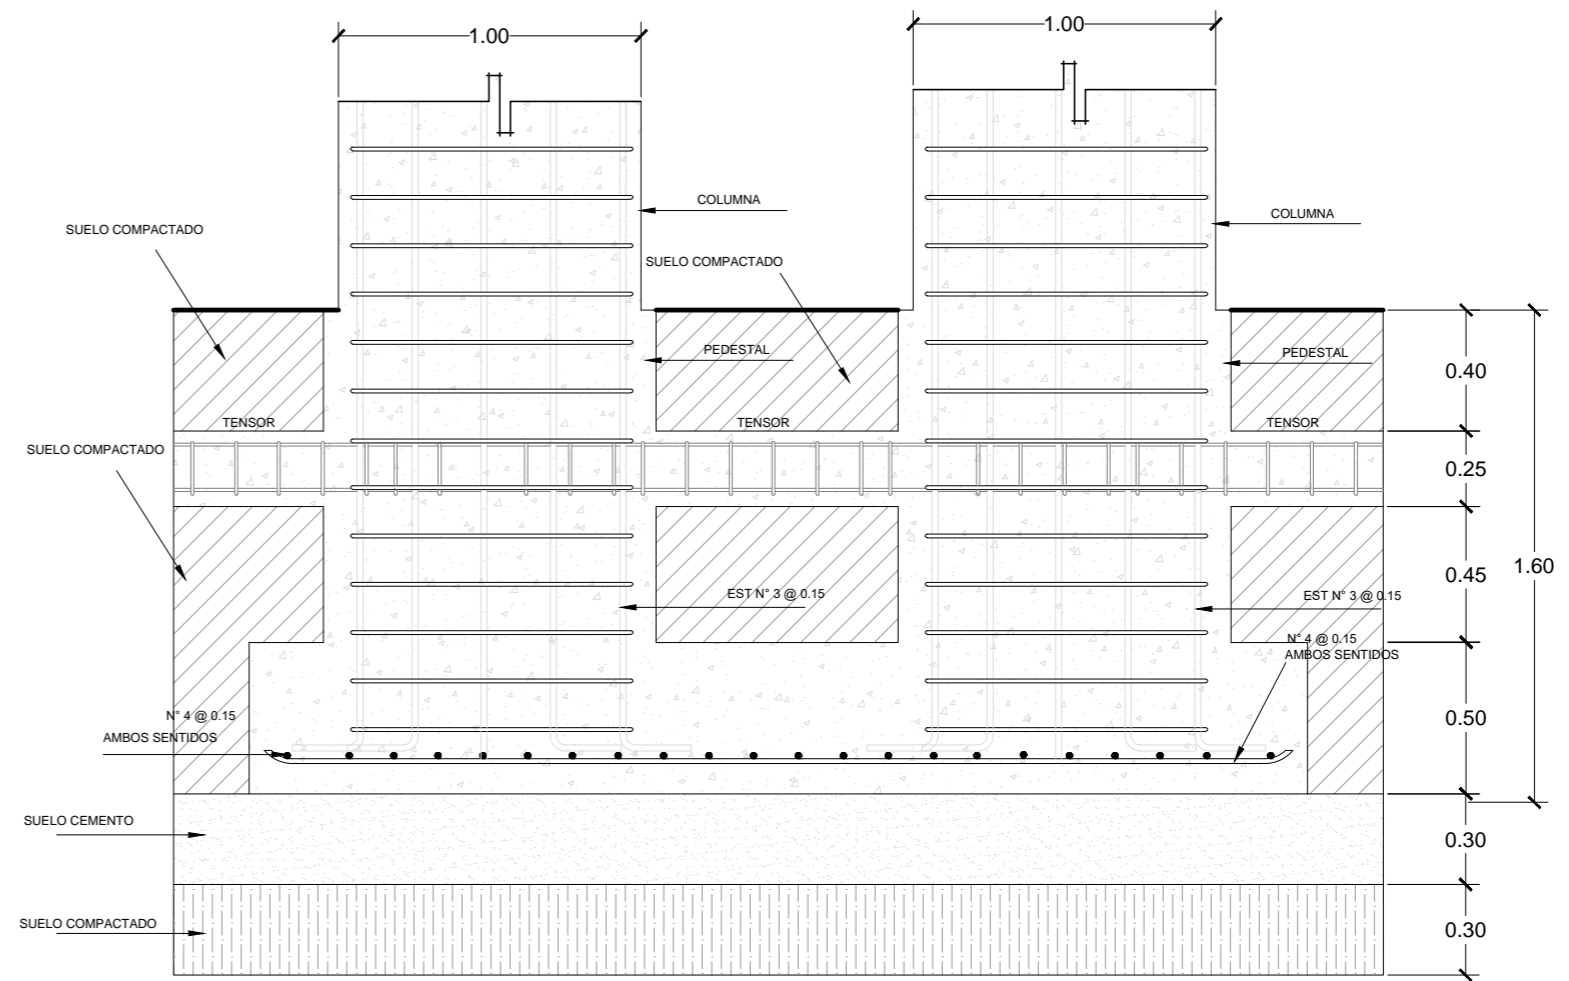 1.00
1.00
COLUMNA
COLUMNA
SUELO COMPACTADO
SUELO COMPACTADO
PEDESTAL
PEDESTAL
0.40
TENSOR
TENSOR
TENSOR
SUELO COMPACTADO
0.25
0.45
1.60
EST N° 3 @ 0.15
EST N° 3 @ 0.15
N° 4 @ 0.15
AMBOS SENTIDOS
N° 4 @ 0.15
AMBOS SENTIDOS
0.50
SUELO CEMENTO
0.30
SUELO COMPACTADO
0.30